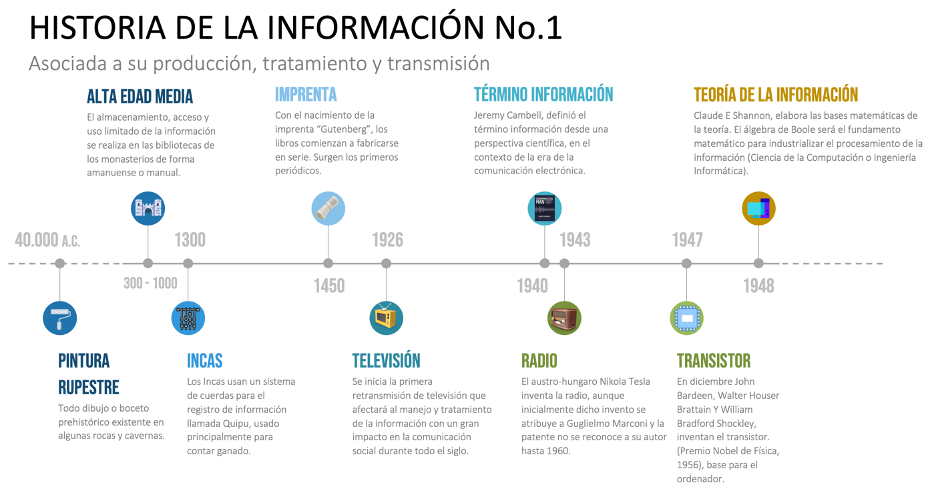 HISTORIA DE LA INFORMACIÓN No.1
Asociada a su producción, tratamiento y transmisión
ALTA EDAD MEDIA
El almacenamiento, acceso y
uso limitado de la información
se realiza en las bibliotecas de
los monasterios de forma
amanuense o manual.
IMPRENTA
Con el nacimiento de la
imprenta “Gutenberg”, los
libros comienzan a fabricarse
en serie. Surgen los primeros
periódicos.
TÉRMINO INFORMACIÓN
Jeremy Cambell, definió el
término información desde una
perspectiva científica, en el
contexto de la era de la
comunicación electrónica.
TEORÍA DE LA INFORMACIÓN
Claude E Shannon, elabora las bases matemáticas de
la teoría. El álgebra de Boole será el fundamento
matemático para industrializar el procesamiento de la
información (Ciencia de la Computación o Ingeniería
Informática).
40.000 A.C.
1300
1926
1943
1947
300 - 1000
1450
1940
1948
PINTURA
RUPESTRE
Todo dibujo o boceto
prehistórico existente en
algunas rocas y cavernas.
INCAS
Los Incas usan un sistema
de cuerdas para el
registro de información
llamada Quipu, usado
principalmente para
contar ganado.
TELEVISIÓN
Se inicia la primera
retransmisión de televisión que
afectará al manejo y tratamiento
de la información con un gran
impacto en la comunicación
social durante todo el siglo.
RADIO
El austro-hungaro Nikola Tesla
inventa la radio, aunque
inicialmente dicho invento se
atribuye a Guglielmo Marconi y la
patente no se reconoce a su autor
hasta 1960.
TRANSISTOR
En diciembre John
Bardeen, Walter Houser
Brattain Y William
Bradford Shockley,
inventan el transistor.
(Premio Nobel de Física,
1956), base para el
ordenador.